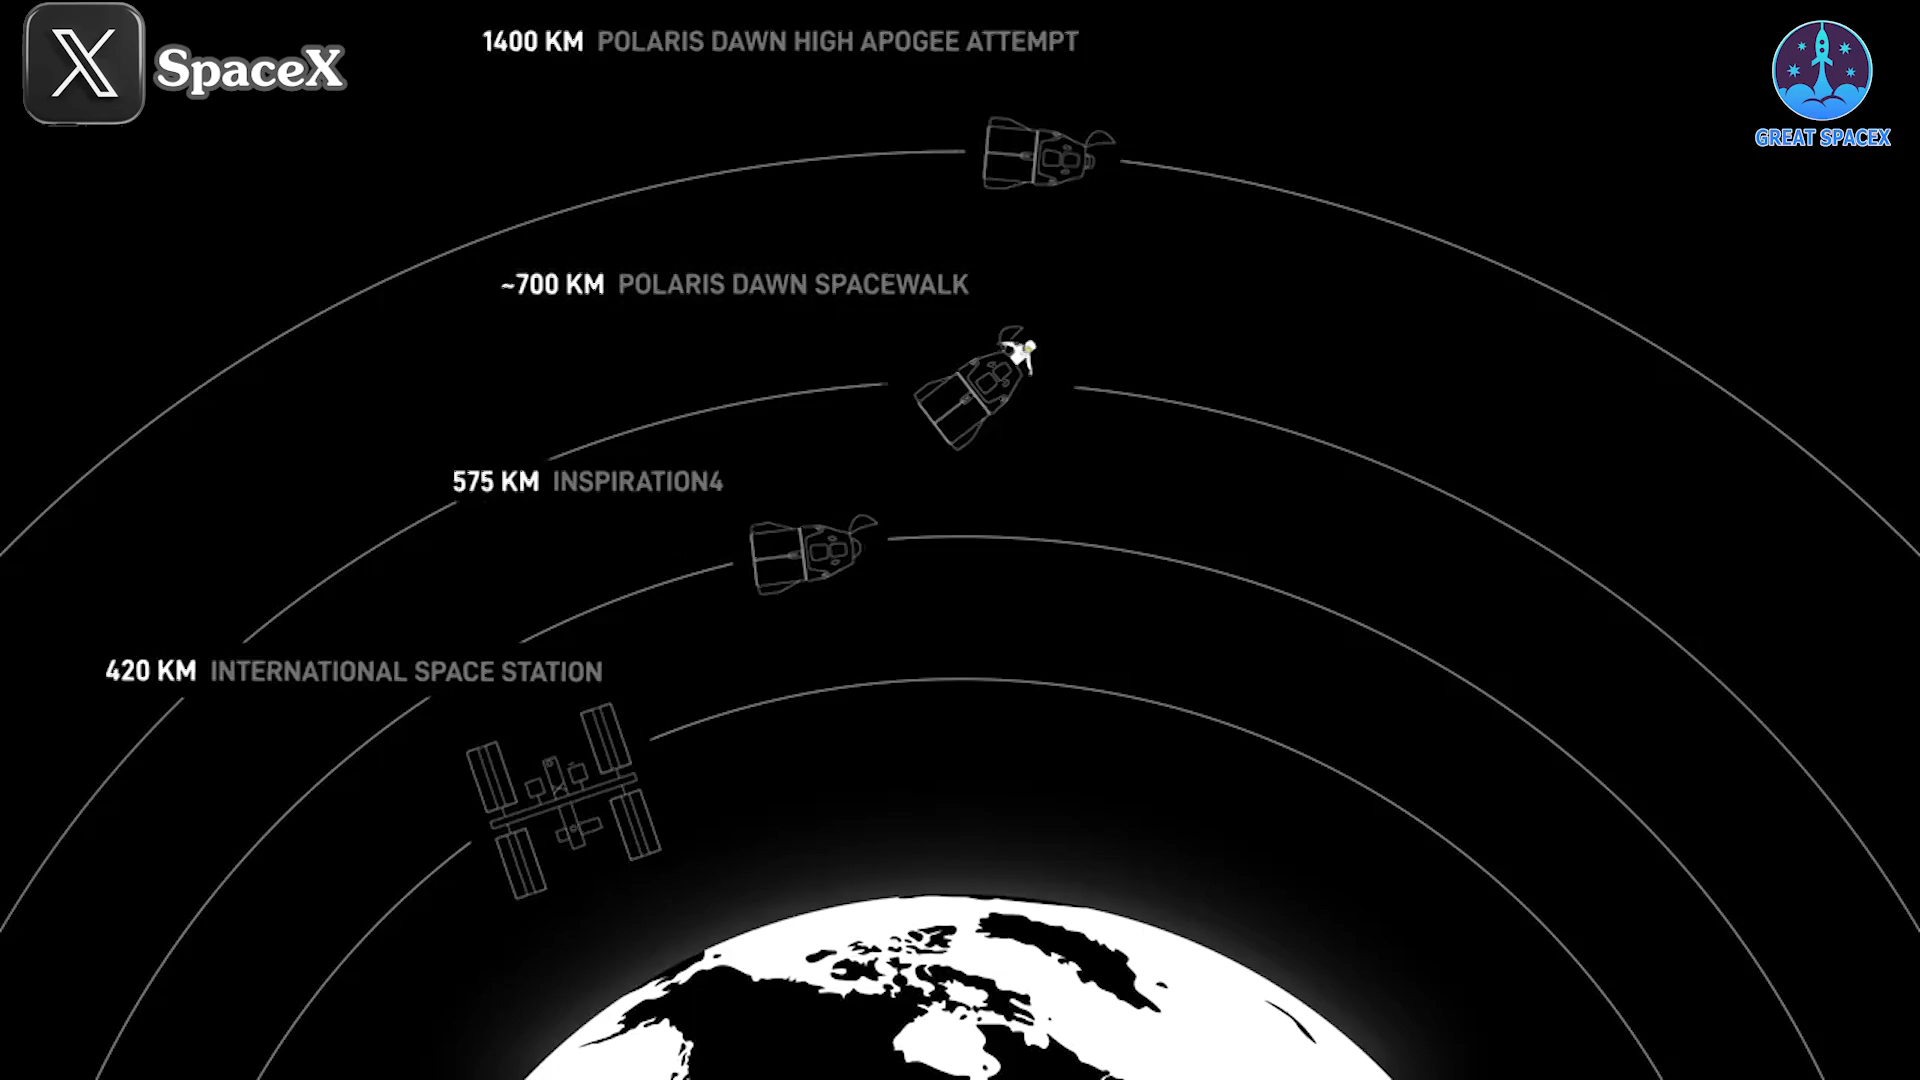 SpaceX
1400 KM POLARIS DAWN HIGH APOGEE ATTEMPT
GREAT SPACEX
~700 KM POLARIS DAWN SPACEWALK
575 KM INSPIRATION4
420 KM INTERNATIONAL SPACE STATION